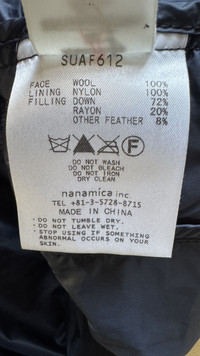 SUAF612
FACE WOOL 100%
LINING NYLON 100%
FILLING DOWN 72%
RAYON 20%
OTHER FEATHER 8%
F
DO NOT WASH
DO NOT BLEACH
DO NOT IRON
DRY CLEAN
nanamica inc.
TEL +81-3-5728-8715
MADE IN CHINA
· DO NOT TUMBLE DRY.
· DO NOT LEAVE WET.
· STOP USING IF SOMETHING
ABNORMAL OCCURS ON YOUR
SKIN.